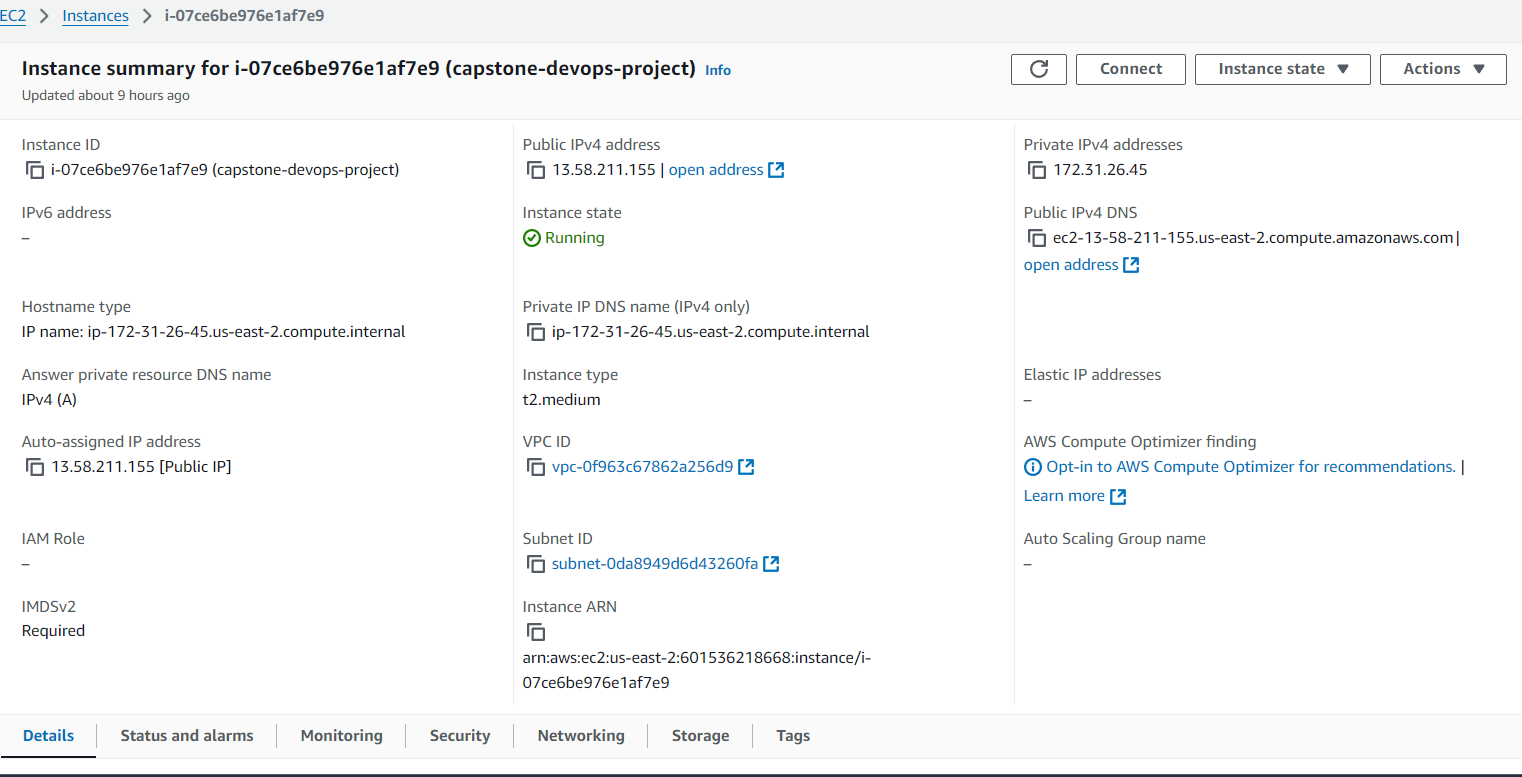 EC2 > Instances > i-07ce6be976e1af7e9
Instance summary for i-07ce6be976e1af7e9 (capstone-devops-project) Info
Updated about 9 hours ago
Connect
Instance state
Actions
Instance ID
i-07ce6be976e1af7e9 (capstone-devops-project)
Public IPv4 address
13.58.211.155 | open address
Private IPv4 addresses
172.31.26.45
IPv6 address
–
Instance state
Running
Public IPv4 DNS
ec2-13-58-211-155.us-east-2.compute.amazonaws.com |
open address
Hostname type
IP name: ip-172-31-26-45.us-east-2.compute.internal
Private IP DNS name (IPv4 only)
ip-172-31-26-45.us-east-2.compute.internal
Answer private resource DNS name
IPv4 (A)
Instance type
t2.medium
Elastic IP addresses
–
Auto-assigned IP address
13.58.211.155 [Public IP]
VPC ID
vpc-0f963c67862a256d9
AWS Compute Optimizer finding
Opt-in to AWS Compute Optimizer for recommendations. |
Learn more
IAM Role
–
Subnet ID
subnet-0da8949d6d43260fa
Auto Scaling Group name
–
IMDSv2
Required
Instance ARN
arn:aws:ec2:us-east-2:601536218668:instance/i-
07ce6be976e1af7e9
Details
Status and alarms
Monitoring
Security
Networking
Storage
Tags